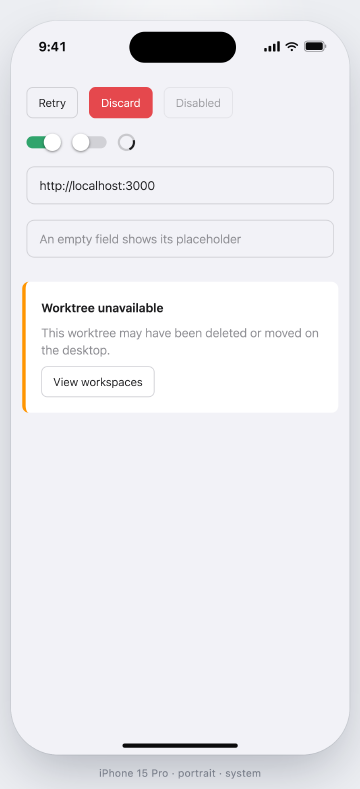 9:41
Retry
Discard
Disabled
http://localhost:3000
An empty field shows its placeholder
Worktree unavailable
This worktree may have been deleted or moved on
the desktop.
View workspaces
iPhone 15 Pro · portrait · system